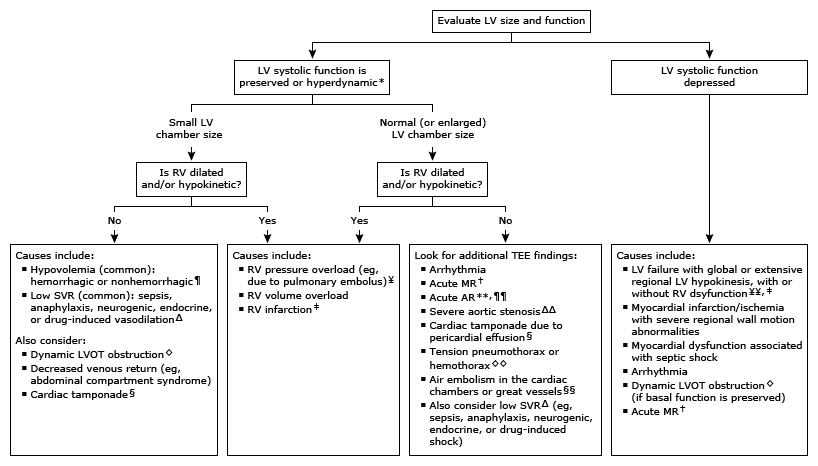 Evaluate LV size and function
LV systolic function is
preserved or hyperdynamic*
LV systolic function
depressed
Small LV
chamber size
Normal (or enlarged)
LV chamber size
Is RV dilated
and/or hypokinetic?
Is RV dilated
and/or hypokinetic?
No
Yes
Yes
No
Causes include:
▪ Hypovolemia (common):
hemorrhagic or nonhemorrhagic¶
▪ Low SVR (common): sepsis,
anaphylaxis, neurogenic, endocrine,
or drug-induced vasodilationΔ
Also consider:
▪ Dynamic LVOT obstruction◇
▪ Decreased venous return (eg,
abdominal compartment syndrome)
▪ Cardiac tamponade§
Causes include:
▪ RV pressure overload (eg,
due to pulmonary embolus)¥
▪ RV volume overload
▪ RV infarction‡
Look for additional TEE findings:
▪ Arrhythmia
▪ Acute MR†
▪ Acute AR**,¶¶
▪ Severe aortic stenosisΔΔ
▪ Cardiac tamponade due to
pericardial effusion§
▪ Tension pneumothorax or
hemothorax◇◇
▪ Air embolism in the cardiac
chambers or great vessels§§
▪ Also consider low SVRΔ (eg,
sepsis, anaphylaxis, neurogenic,
endocrine, or drug-induced
shock)
Causes include:
▪ LV failure with global or extensive
regional LV hypokinesis, with or
without RV dsyfunction¥¥,‡
▪ Myocardial infarction/ischemia
with severe regional wall motion
abnormalities
▪ Myocardial dysfunction associated
with septic shock
▪ Arrhythmia
▪ Dynamic LVOT obstruction◇
(if basal function is preserved)
▪ Acute MR†